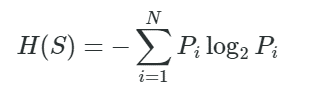 H(S) = − ∑_{i=1}^{N} P_i log_2 P_i